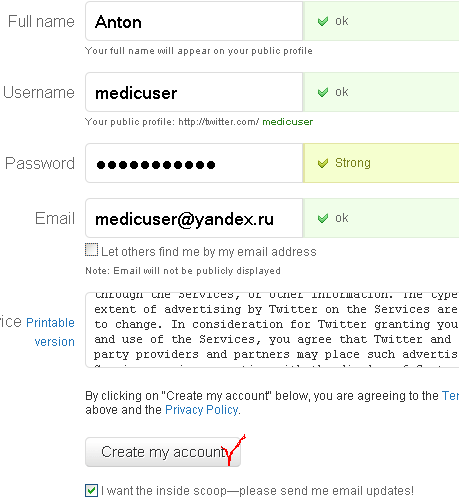 Full name Anton ok
Your full name will appear on your public profile
Username medicuser ok
Your public profile: http://twitter.com/ medicuser
Password ●●●●●●●●●●● Strong
Email medicuser@yandex.ru ok
Let others find me by my email address
Note: Email will not be publicly displayed
through the Services, or other information. The type
vice Printable extent of advertising by Twitter on the Services are
version to change. In consideration for Twitter granting you
and use of the Services, you agree that Twitter and
party providers and partners may place such advertis
By clicking on "Create my account" below, you are agreeing to the Ter
above and the Privacy Policy.
Create my account
I want the inside scoop—please send me email updates!